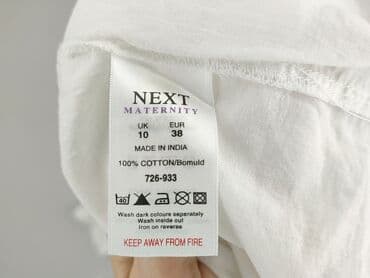 NEXT
MATERNITY
UK EUR
10 38
MADE IN INDIA
100% COTTON/Bomuld
726-933
40
Wash dark colours separately
Wash inside out
Iron on reverse
KEEP AWAY FROM FIRE